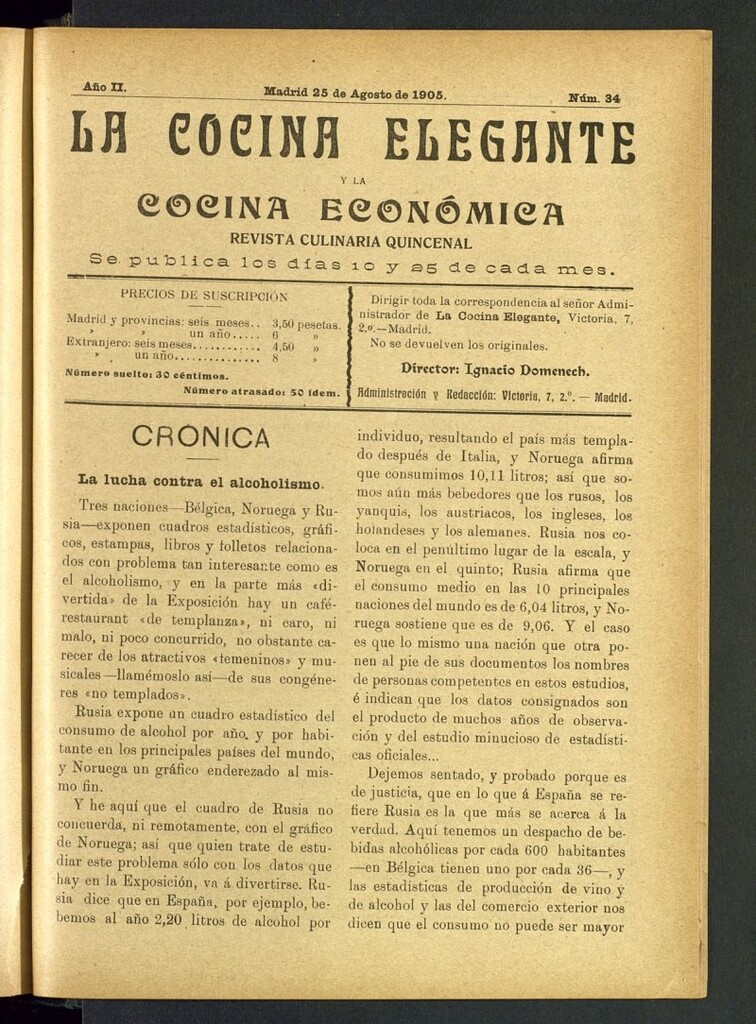 Año II.
Madrid 25 de Agosto de 1905.
Núm. 34
LA COCINA ELEGANTE
Y LA
COCINA ECONÓMICA
REVISTA CULINARIA QUINCENAL
Se publica los días 10 y 25 de cada mes.
PRECIOS DE SUSCRIPCIÓN
Madrid y provincias: seis meses.. 3,50 pesetas.
» » un año..... 6 »
Extranjero: seis meses........... 4,50 »
» un año.............. 8 »
Número suelto: 30 céntimos.
Número atrasado: 50 ídem.
Dirigir toda la correspondencia al señor Admi-
nistrador de La Cocina Elegante, Victoria, 7,
2.º.—Madrid.
No se devuelven los originales.
Director: Ignacio Domenech.
Administración y Redacción: Victoria, 7, 2.º. — Madrid.
CRÓNICA
La lucha contra el alcoholismo.
Tres naciones—Bélgica, Noruega y Ru-
sia—exponen cuadros estadísticos, gráfi-
cos, estampas, libros y folletos relaciona-
dos con problema tan interesante como es
el alcoholismo, y en la parte más «di-
vertida» de la Exposición hay un café-
restaurant «de templanza», ni caro, ni
malo, ni poco concurrido, no obstante ca-
recer de los atractivos «femeninos» y mu-
sicales—llamémoslo así—de sus congéne-
res «no templados».
Rusia expone un cuadro estadístico del
consumo de alcohol por año, y por habi-
tante en los principales países del mundo,
y Noruega un gráfico enderezado al mis-
mo fin.
Y he aquí que el cuadro de Rusia no
concuerda, ni remotamente, con el gráfico
de Noruega; así que quien trate de estu-
diar este problema sólo con los datos que
hay en la Exposición, va á divertirse. Ru-
sia dice que en España, por ejemplo, be-
bemos al año 2,20 litros de alcohol por
individuo, resultando el país más templa-
do después de Italia, y Noruega afirma
que consumimos 10,11 litros; así que so-
mos aún más bebedores que los rusos, los
yanquis, los austriacos, los ingleses, los
holandeses y los alemanes. Rusia nos co-
loca en el penúltimo lugar de la escala, y
Noruega en el quinto; Rusia afirma que
el consumo medio en las 10 principales
naciones del mundo es de 6,04 litros, y No-
ruega sostiene que es de 9,06. Y el caso
es que lo mismo una nación que otra po-
nen al pie de sus documentos los nombres
de personas competentes en estos estudios,
é indican que los datos consignados son
el producto de muchos años de observa-
ción y del estudio minucioso de estadísti-
cas oficiales...
Dejemos sentado, y probado porque es
de justicia, que en lo que á España se re-
fiere Rusia es la que más se acerca á la
verdad. Aquí tenemos un despacho de be-
bidas alcohólicas por cada 600 habitantes
—en Bélgica tienen uno por cada 36—, y
las estadísticas de producción de vino y
de alcohol y las del comercio exterior nos
dicen que el consumo no puede ser mayor